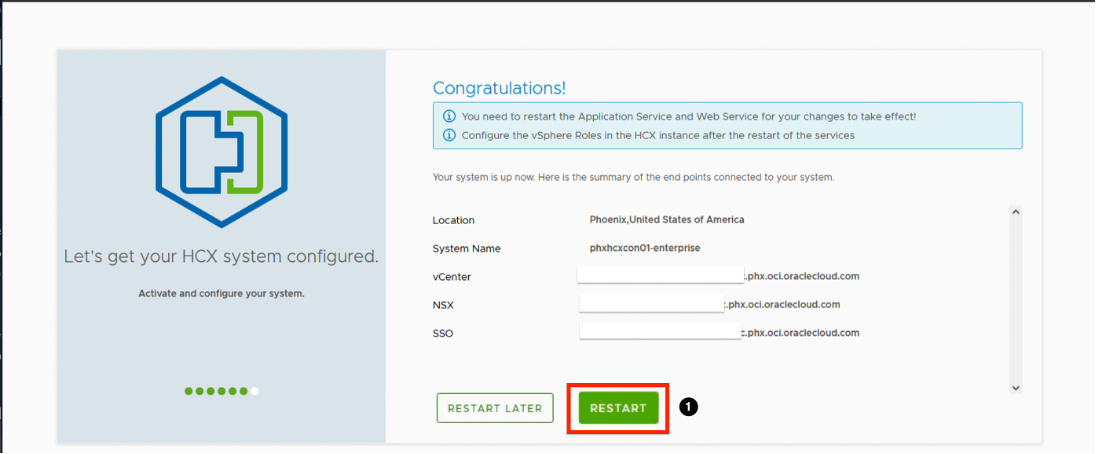 Congratulations!
You need to restart the Application Service and Web Service for your changes to take effect!
Configure the vSphere Roles in the HCX instance after the restart of the services
Your system is up now. Here is the summary of the end points connected to your system.
Let's get your HCX system configured.
Activate and configure your system.
Location Phoenix,United States of America
System Name phxhcxcon01-enterprise
vCenter .phx.oci.oraclecloud.com
NSX .phx.oci.oraclecloud.com
SSO .phx.oci.oraclecloud.com
RESTART LATER RESTART 1